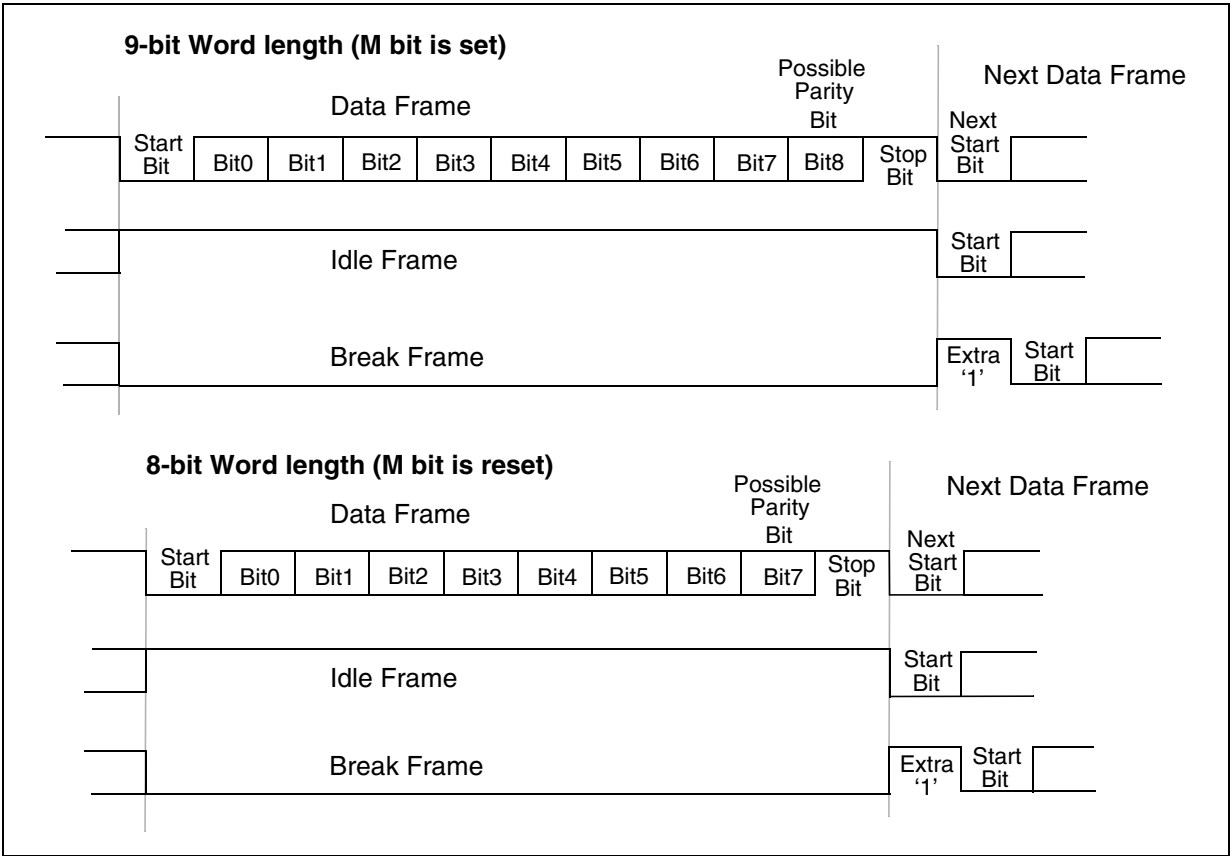 9-bit Word length (M bit is set)
Possible
Parity
Bit
Next Data Frame
Data Frame
Next
Start
Bit
Start
Bit
Bit0
Bit1
Bit2
Bit3
Bit4
Bit5
Bit6
Bit7
Bit8
Stop
Bit
Idle Frame
Start
Bit
Break Frame
Extra
‘1’
Start
Bit
8-bit Word length (M bit is reset)
Possible
Parity
Bit
Next Data Frame
Data Frame
Next
Start
Bit
Start
Bit
Bit0
Bit1
Bit2
Bit3
Bit4
Bit5
Bit6
Bit7
Stop
Bit
Idle Frame
Start
Bit
Break Frame
Extra
‘1’
Start
Bit